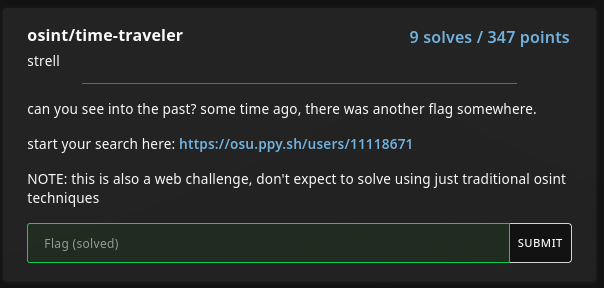 osint/time-traveler
9 solves / 347 points
strell
can you see into the past? some time ago, there was another flag somewhere.
start your search here: https://osu.ppy.sh/users/11118671
NOTE: this is also a web challenge, don't expect to solve using just traditional osint
techniques
Flag (solved)
SUBMIT